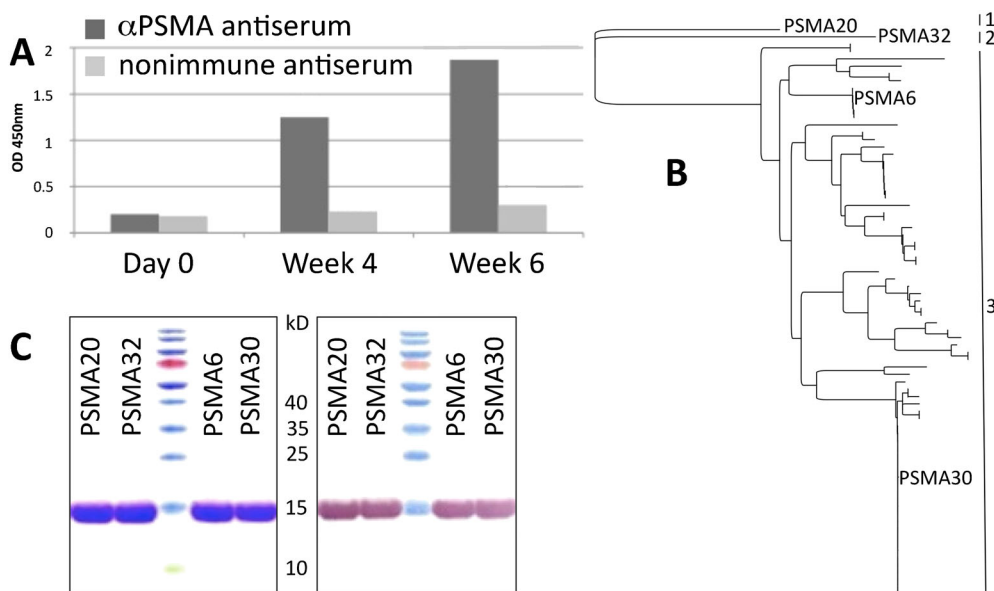 A
αPSMA antiserum
nonimmune antiserum
OD 450nm
2
1.5
1
0.5
0
Day 0
Week 4
Week 6
B
PSMA20
PSMA32
PSMA6
PSMA30
1
2
3
C
PSMA20
PSMA32
PSMA6
PSMA30
kD
40
35
25
15
10
PSMA20
PSMA32
PSMA6
PSMA30